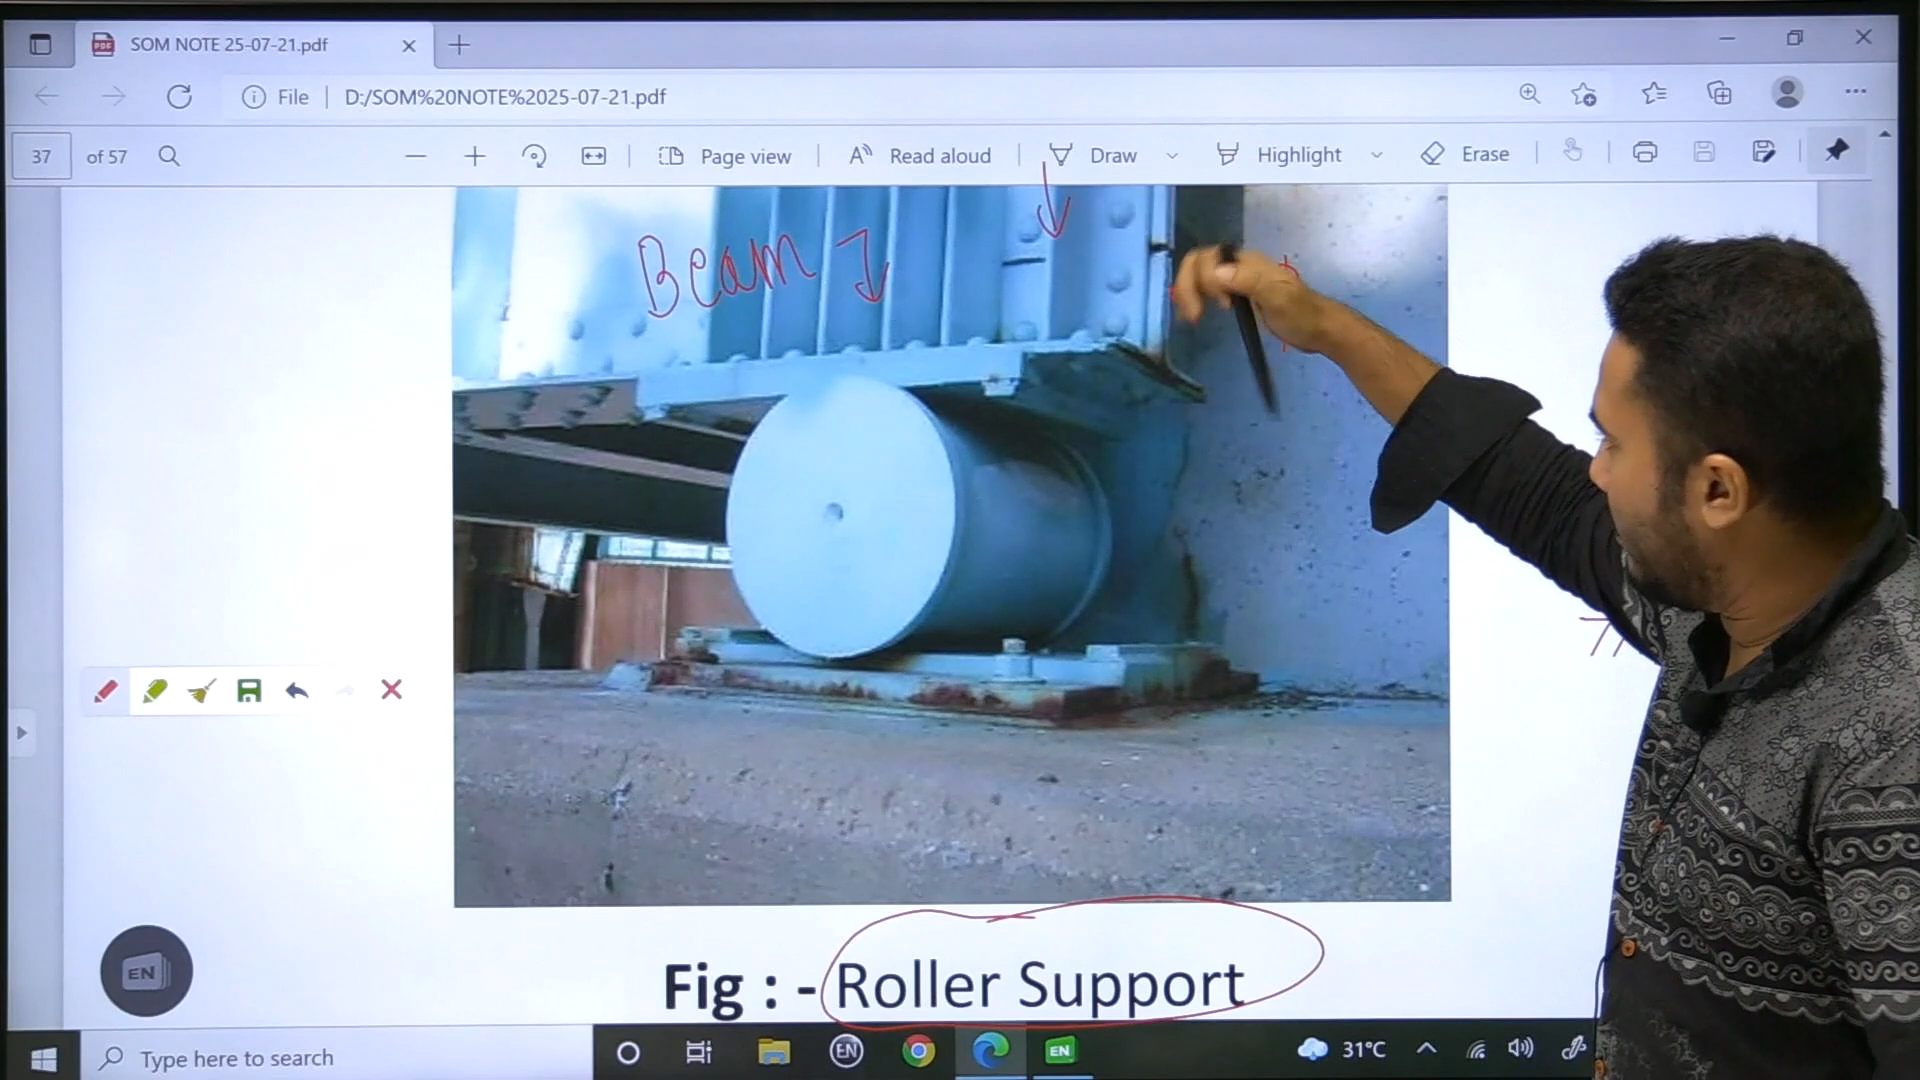 SOM NOTE 25-07-21.pdf
File D:/SOM%20NOTE%2025-07-21.pdf
37 of 57 Page view Read aloud Draw Highlight Erase
Beam
EN
Fig : - Roller Support
Type here to search EN EN 31°C